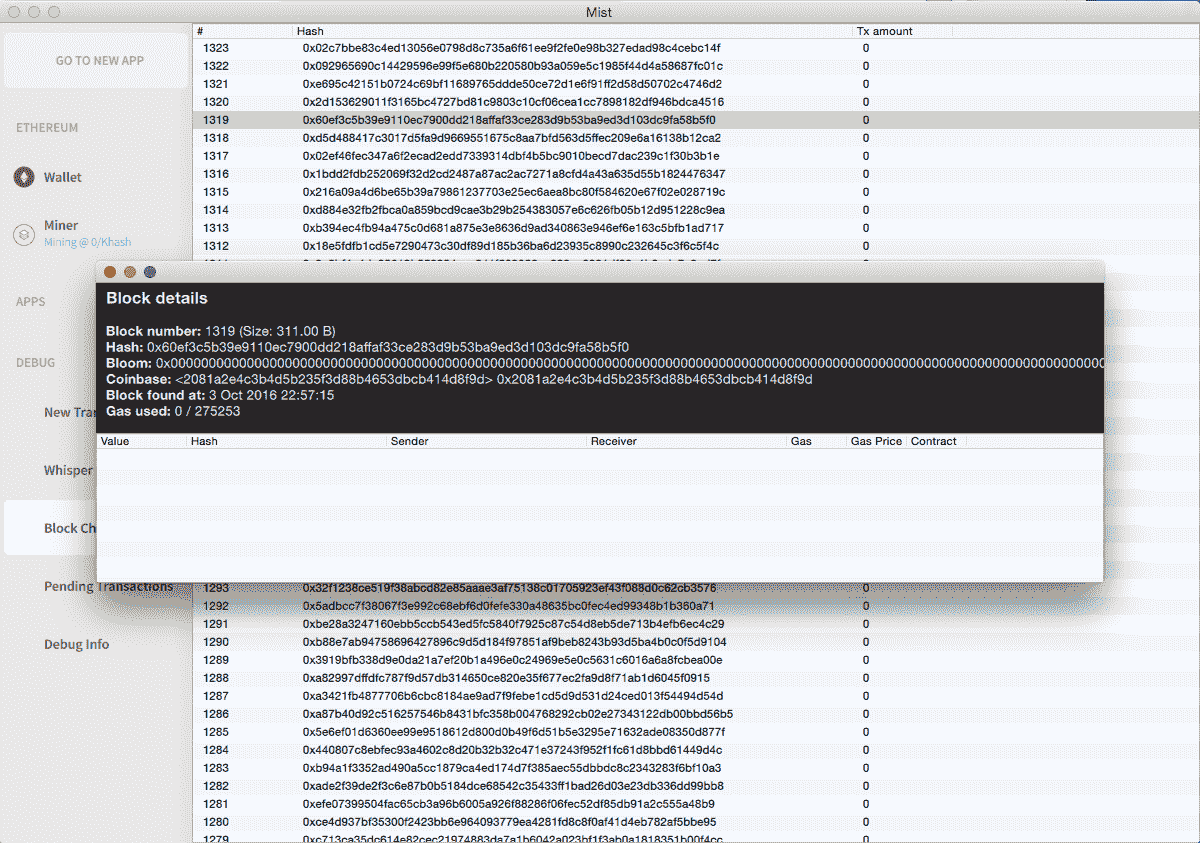 Mist
GO TO NEW APP
ETHEREUM
Wallet
Miner
Mining @ 0/Khash
APPS
DEBUG
New Tra
Whisper
Block Ch
Pending Transactions
Debug Info
# Hash Tx amount
1323 0x02c7bbe83c4ed13056e0798d8c735a6f61ee9f2fe0e98b327edad98c4cebc14f 0
1322 0x092965690c14429596e99f5e680b220580b93a059e5c1985f44d4a58687fc01c 0
1321 0xe695c42151b0724c69bf11689765ddde50ce72d1e6f91ff2d58d50702c4746d2 0
1320 0x2d153629011f3165bc4727bd81c9803c10cf06cea1cc7898182df946bdca4516 0
1319 0x60ef3c5b39e9110ec7900dd218affaf33ce283d9b53ba9ed3d103dc9fa58b5f0 0
1318 0xd5d488417c3017d5fa9d9669551675c8aa7bfd563d5ffec209e6a16138b12ca2 0
1317 0x02ef46fec347a6f2ecad2edd7339314dbf4b5bc9010becd7dac239c1f30b3b1e 0
1316 0x1bdd2fdb252069f32d2cd2487a87ac2ac7271a8cfd4a43a635d55b1824476347 0
1315 0x216a09a4d6be65b39a79861237703e25ec6aea8bc80f584620e67f02e028719c 0
1314 0xd884e32fb2fbca0a859bcd9cae3b29b254383057e6c626fb05b12d951228c9ea 0
1313 0xb394ec4fb94a475c0d681a875e3e8636d9ad340863e946ef6e163c5bfb1ad717 0
1312 0x18e5fdfb1cd5e7290473c30df89d185b36ba6d23935c8990c232645c3f6c5f4c 0
Block details
Block number: 1319 (Size: 311.00 B)
Hash: 0x60ef3c5b39e9110ec7900dd218affaf33ce283d9b53ba9ed3d103dc9fa58b5f0
Bloom: 0x000000000000000000000000000000000000000000000000000000000000000000000000000000000000000000000000000000000000000000000000000000000000
Coinbase: <2081a2e4c3b4d5b235f3d88b4653dbcb414d8f9d> 0x2081a2e4c3b4d5b235f3d88b4653dbcb414d8f9d
Block found at: 3 Oct 2016 22:57:15
Gas used: 0 / 275253
Value Hash Sender Receiver Gas Gas Price Contract
1293 0x32f1238ce519f38abcd82e85aaae3af75138c01705923ef43f088d0c62cb3576 0
1292 0x5adbcc7f38067f3e992c68ebf6d0fefe330a48635bc0fec4ed99348b1b360a71 0
1291 0xbe28a3247160ebb5ccb543ed5fc5840f7925c87c54d8eb5de713b4efb6ec4c29 0
1290 0xb88e7ab94758696427896c9d5d184f97851af9beb8243b93d5ba4b0c0f5d9104 0
1289 0x3919bfb338d9e0da21a7ef20b1a496e0c24969e5e0c5631c6016a6a8fcbea00e 0
1288 0xa82997dffdfc787f9d57db314650ce820e35f677ec2fa9d8f71ab1d6045f0915 0
1287 0xa3421fb4877706b6cbc8184ae9ad7f9febe1cd5d9d531d24ced013f54494d54d 0
1286 0xa87b40d92c516257546b8431bfc358b004768292cb02e27343122db00bbd56b5 0
1285 0x5e6ef01d6360ee99e9518612d800d0b49f6d51b5e3295e71632ade08350d877f 0
1284 0x440807c8ebfec93a4602c8d20b32b32c471e37243f952f1fc61d8bbd61449d4c 0
1283 0xb94a1f3352ad490a5cc1879ca4ed174d7f385aec55dbbdc8c2343283f6bf10a3 0
1282 0xade2f39de2f3c6e87b0b5184dce68542c35433ff1bad26d03e23db336dd99bb8 0
1281 0xefe07399504fac65cb3a96b6005a926f88286f06fec52df85db91a2c555a48b9 0
1280 0xce4d937bf35300f2423bb6e964093779ea4281fd8c8f0af41d4eb782af5bbe95 0
1279 0xc713ca35dc614e82cec21974883da7a1b6042a023bf1f3ab0a1818351b00f4cc 0